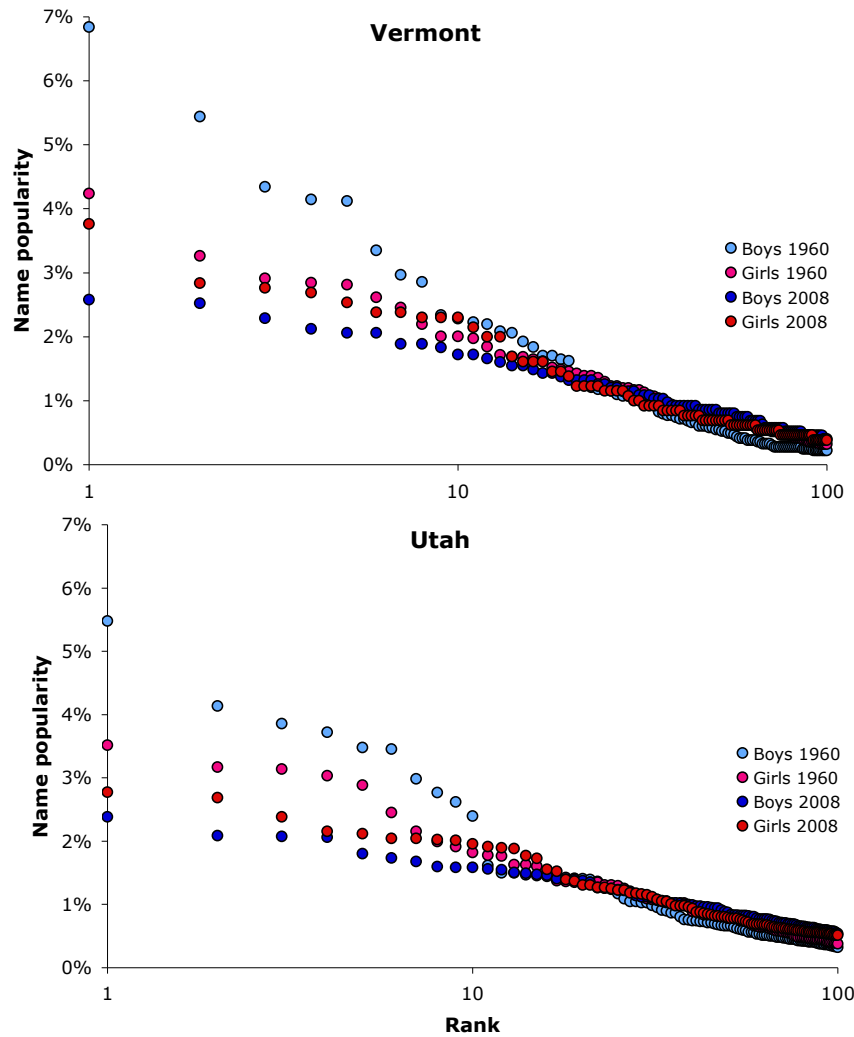 Vermont
7%
6%
5%
4%
3%
2%
1%
0%
Name popularity
Boys 1960
Girls 1960
Boys 2008
Girls 2008
1
10
100
Utah
7%
6%
5%
4%
3%
2%
1%
0%
Name popularity
Boys 1960
Girls 1960
Boys 2008
Girls 2008
1
10
100
Rank